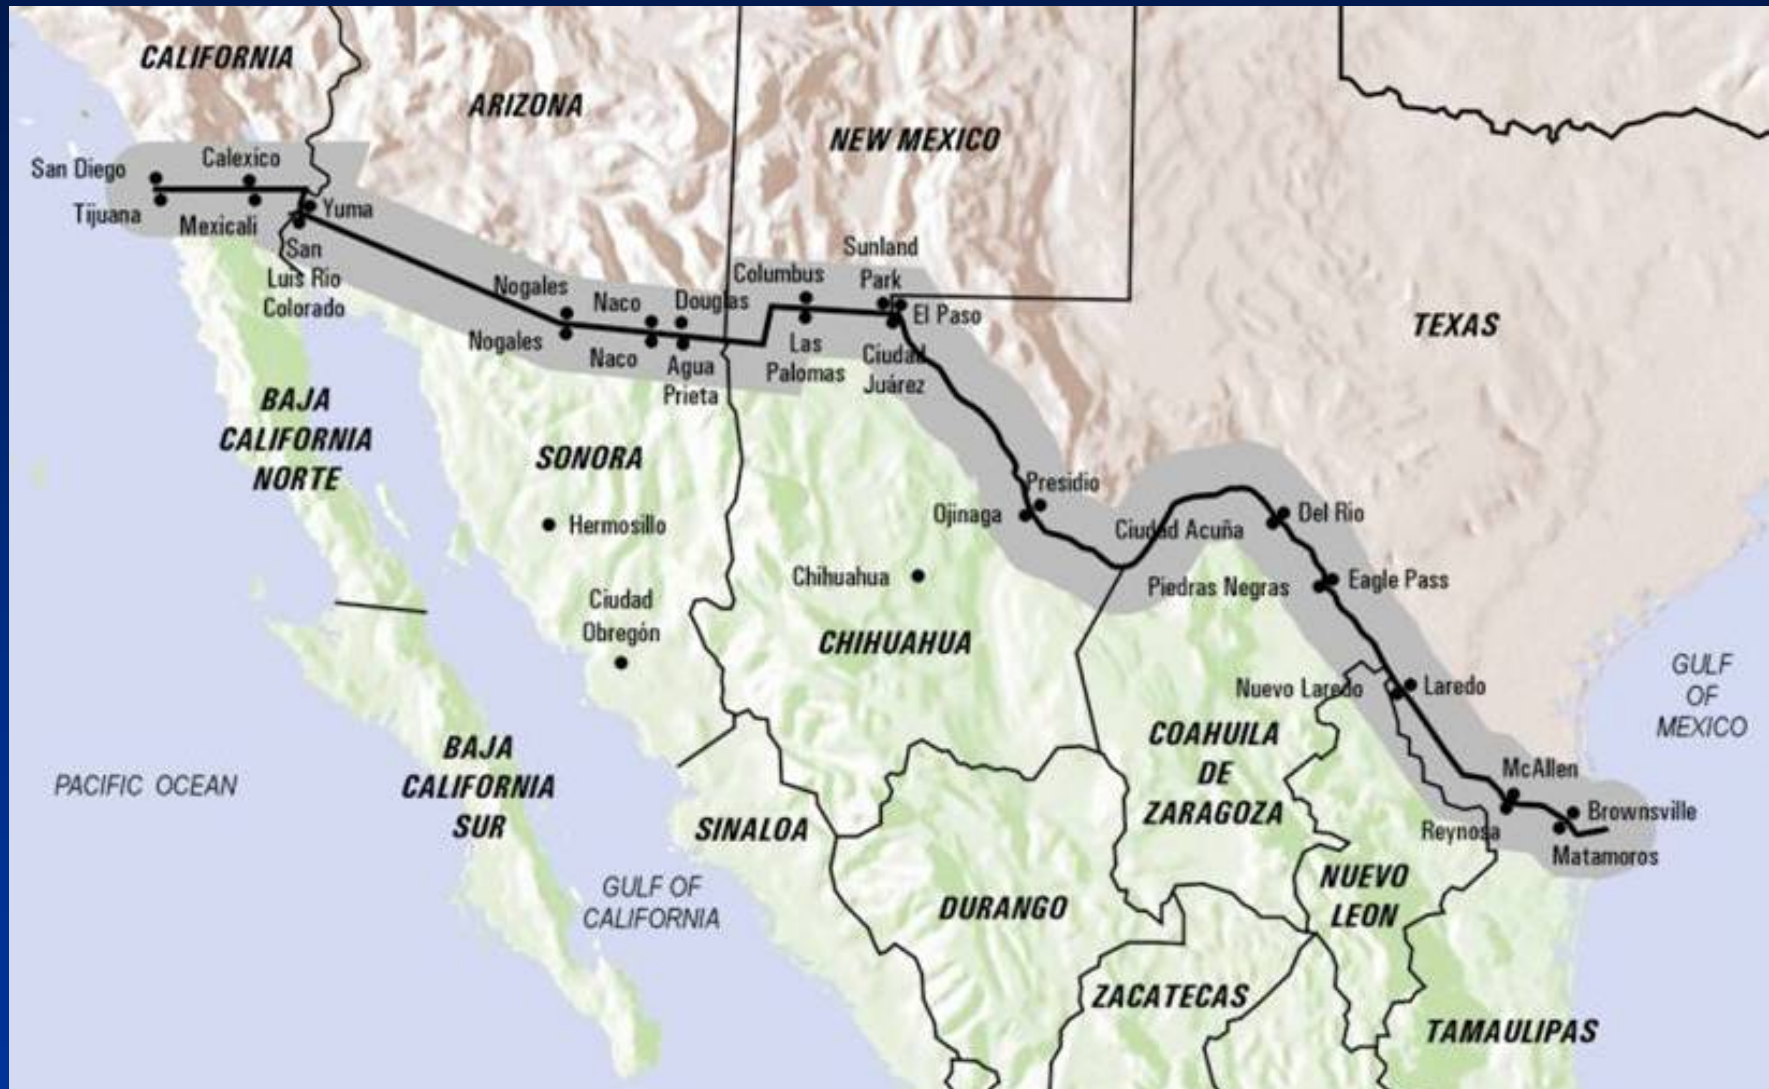 CALIFORNIA
ARIZONA
NEW MEXICO
San Diego
Calexico
Tijuana
Mexicali
Yuma
San
Luis Rio
Colorado
Nogales
Naco
Douglas
Columbus
Sunland
Park
El Paso
Nogales
Naco
Agua
Prieta
Las
Palomas
Ciudad
Juárez
TEXAS
BAJA
CALIFORNIA
NORTE
SONORA
Hermosillo
Presidio
Ojinaga
Ciudad Acuña
Del Rio
Chihuahua
Piedras Negras
Eagle Pass
Ciudad
Obregón
CHIHUAHUA
Nuevo Laredo
Laredo
GULF
OF
MEXICO
PACIFIC OCEAN
BAJA
CALIFORNIA
SUR
SINALOA
COAHUILA
DE
ZARAGOZA
McAllen
Brownsville
Reynosa
Matamoros
GULF OF
CALIFORNIA
DURANGO
NUEVO
LEON
ZACATECAS
TAMAULIPAS